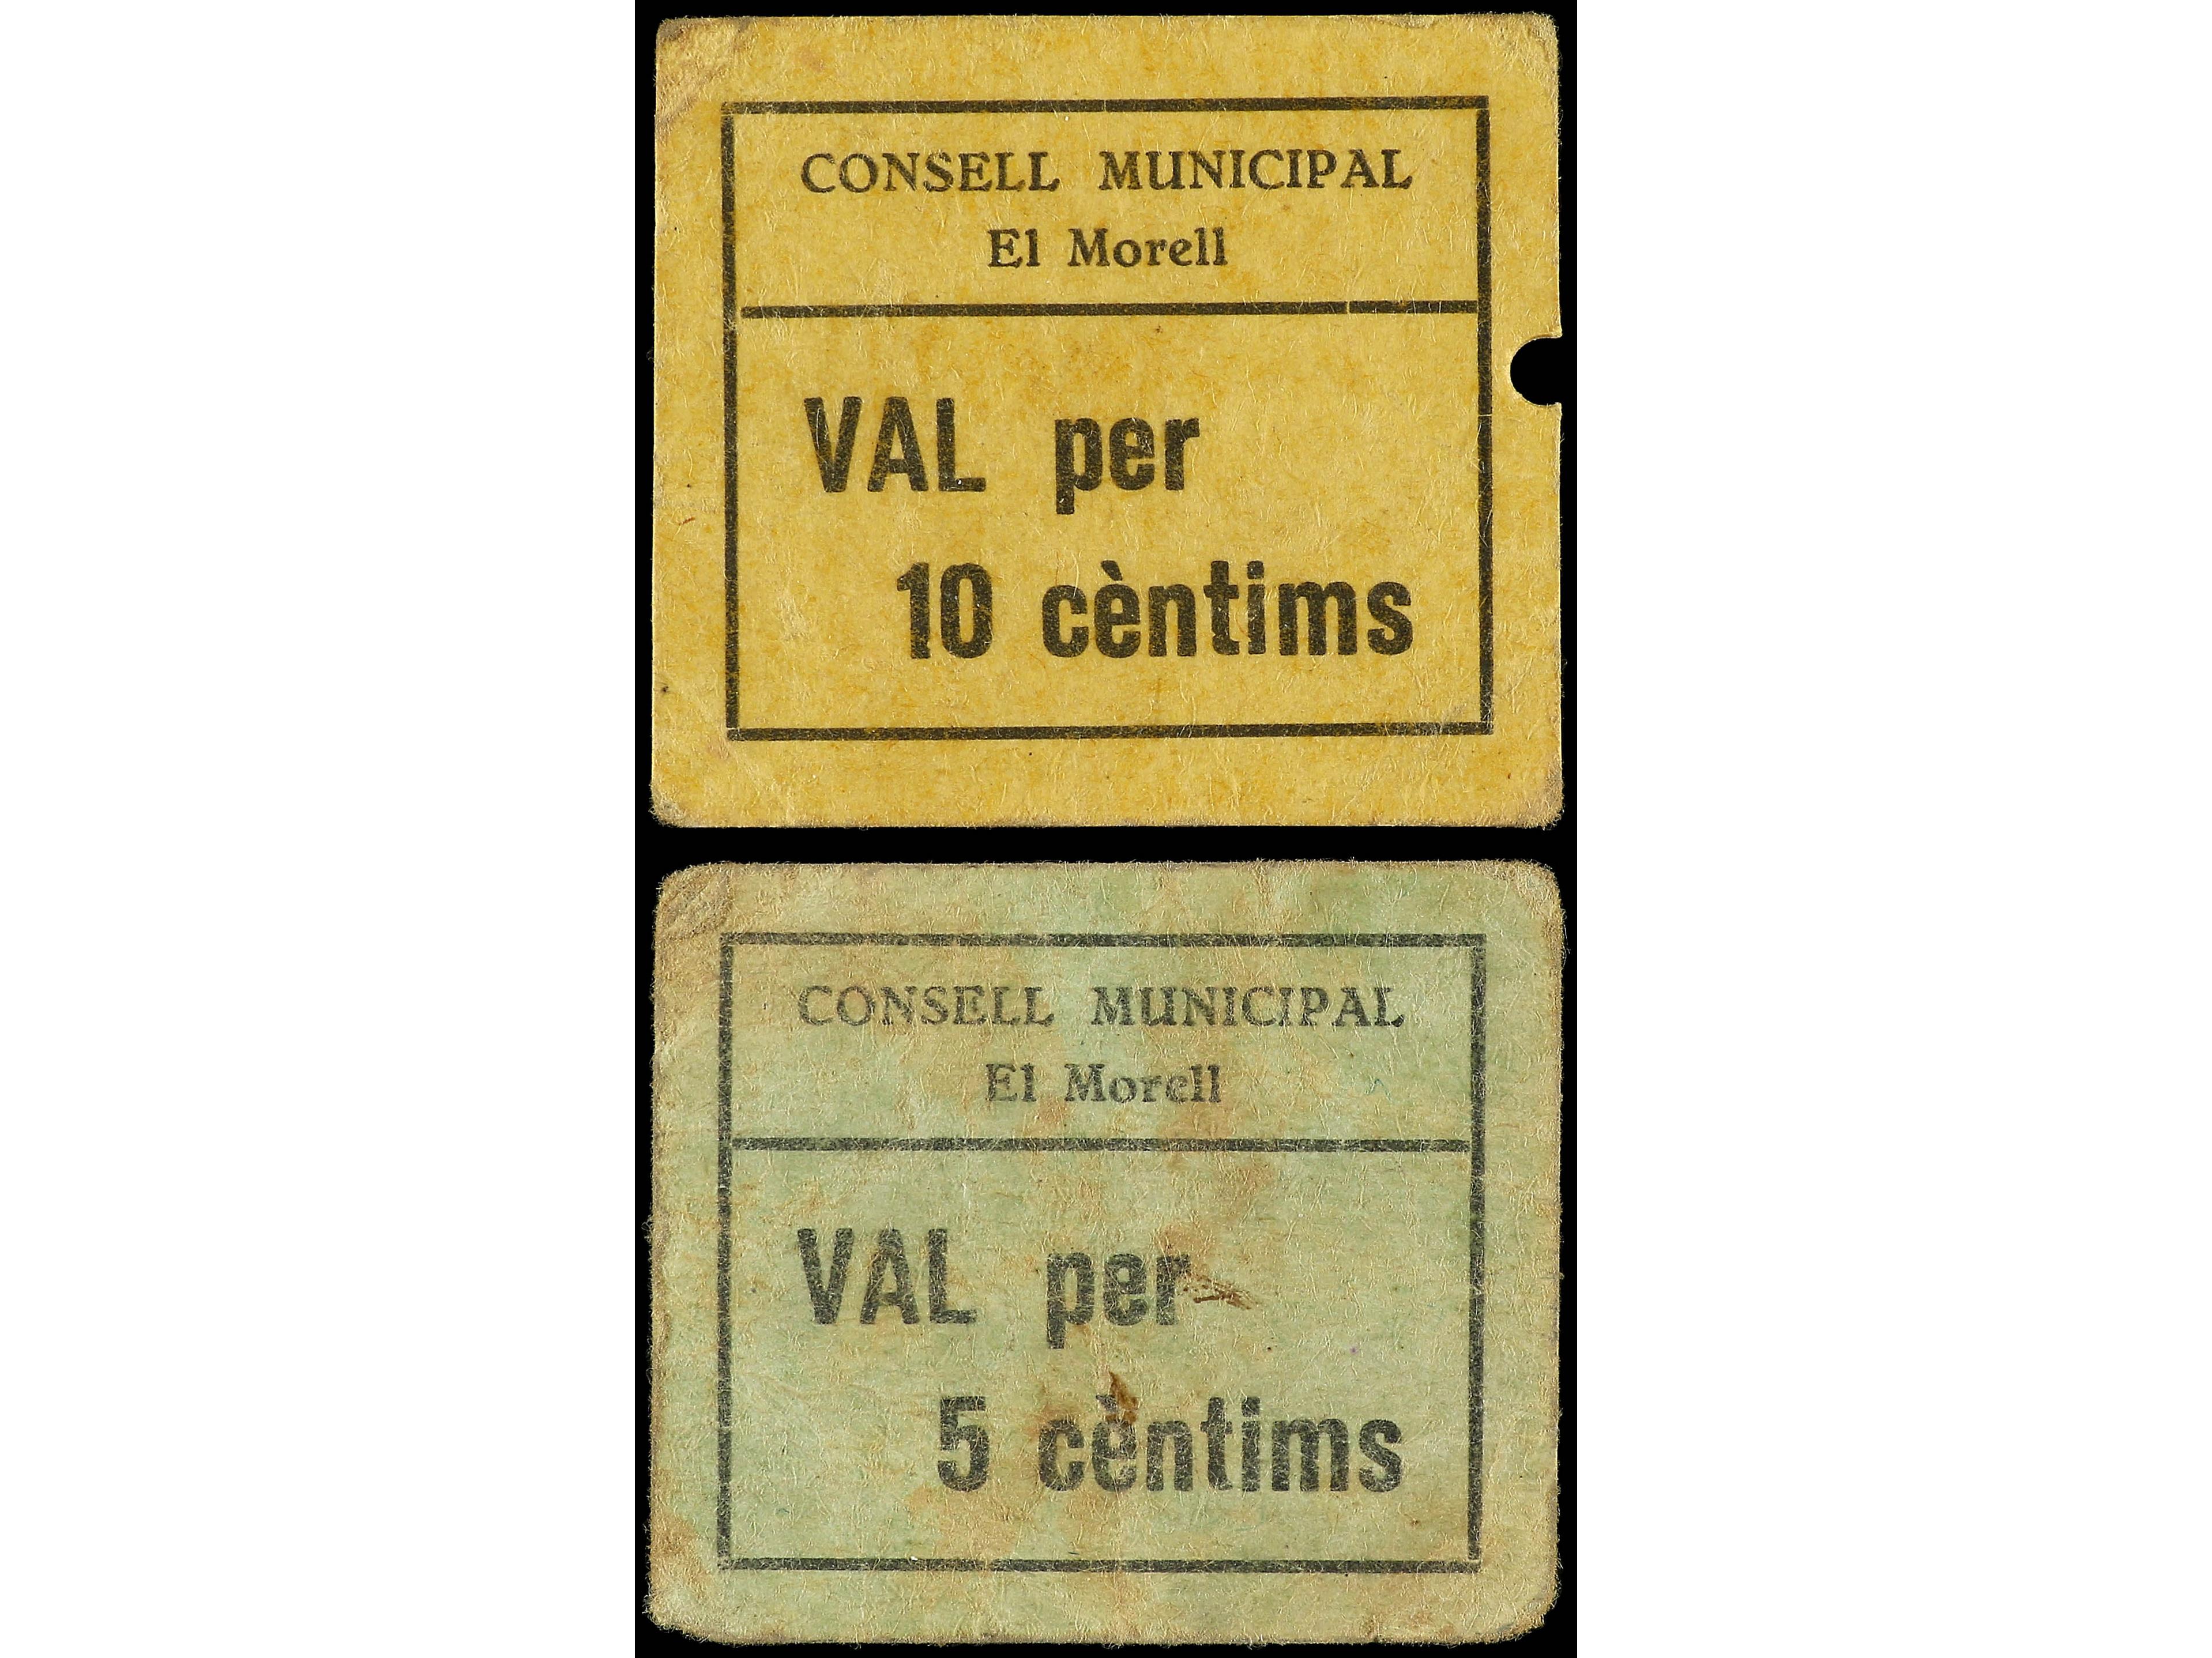 CONSELL MUNICIPAL
El Morell
VAL per
10 cèntims
CONSELL MUNICIPAL
El Morell
VAL per
5 cèntims